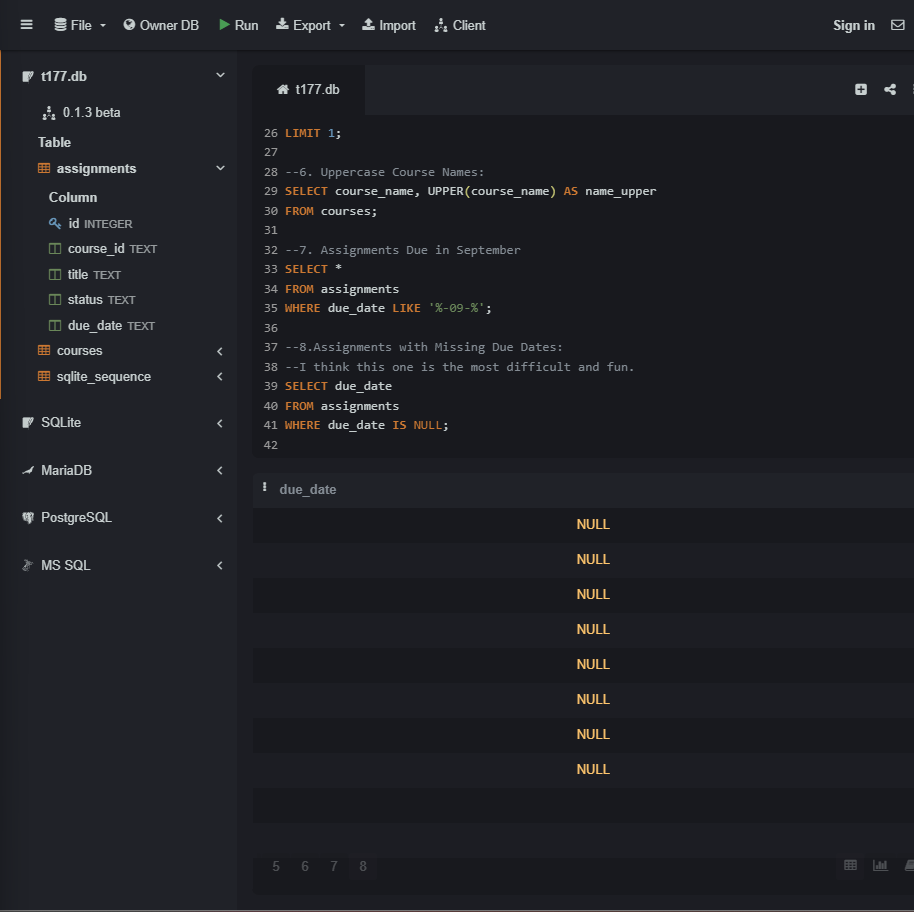 File Owner DB Run Export Import Client Sign in
t177.db
0.1.3 beta
Table
assignments
Column
id INTEGER
course_id TEXT
title TEXT
status TEXT
due_date TEXT
courses
sqlite_sequence
SQLite
MariaDB
PostgreSQL
MS SQL
t177.db
26 LIMIT 1;
27
28 --6. Uppercase Course Names:
29 SELECT course_name, UPPER(course_name) AS name_upper
30 FROM courses;
31
32 --7. Assignments Due in September
33 SELECT *
34 FROM assignments
35 WHERE due_date LIKE '%-09-%';
36
37 --8.Assignments with Missing Due Dates:
38 --I think this one is the most difficult and fun.
39 SELECT due_date
40 FROM assignments
41 WHERE due_date IS NULL;
42
due_date
NULL
NULL
NULL
NULL
NULL
NULL
NULL
NULL
5 6 7 8